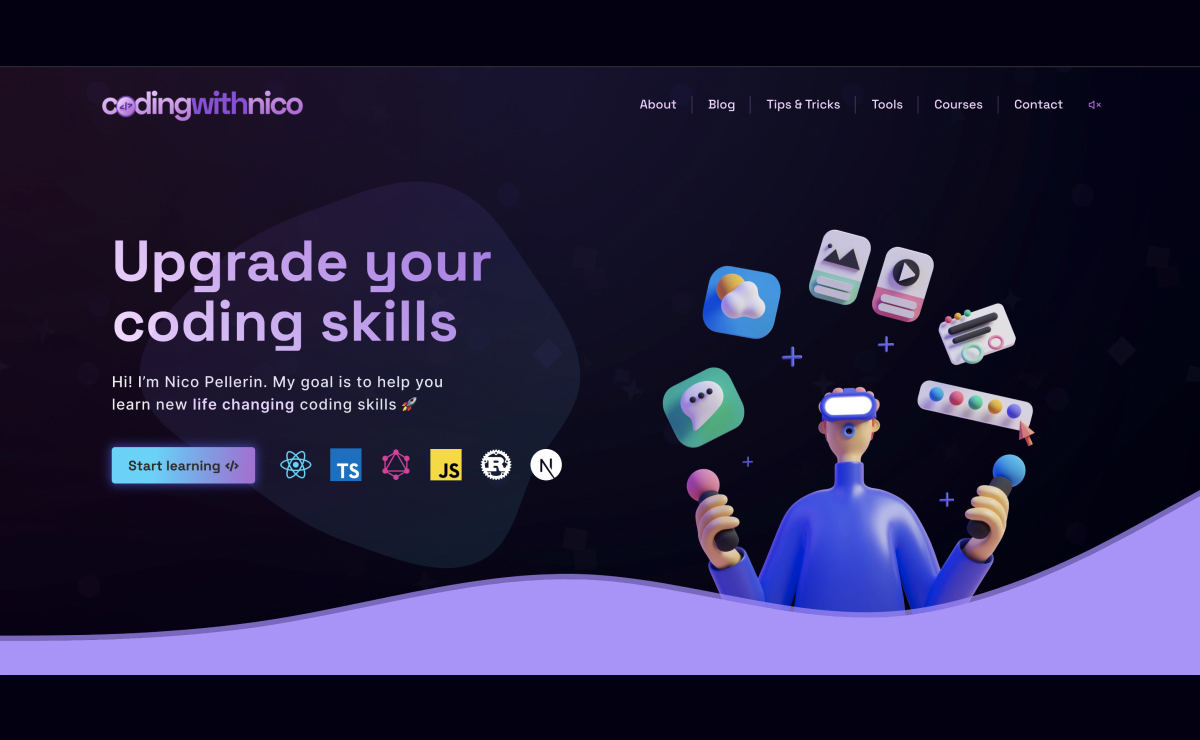 codingwithnico
About
Blog
Tips & Tricks
Tools
Courses
Contact
Upgrade your
coding skills
Hi! I'm Nico Pellerin. My goal is to help you
learn new life changing coding skills 🚀
Start learning </>
TS
JS
R
N